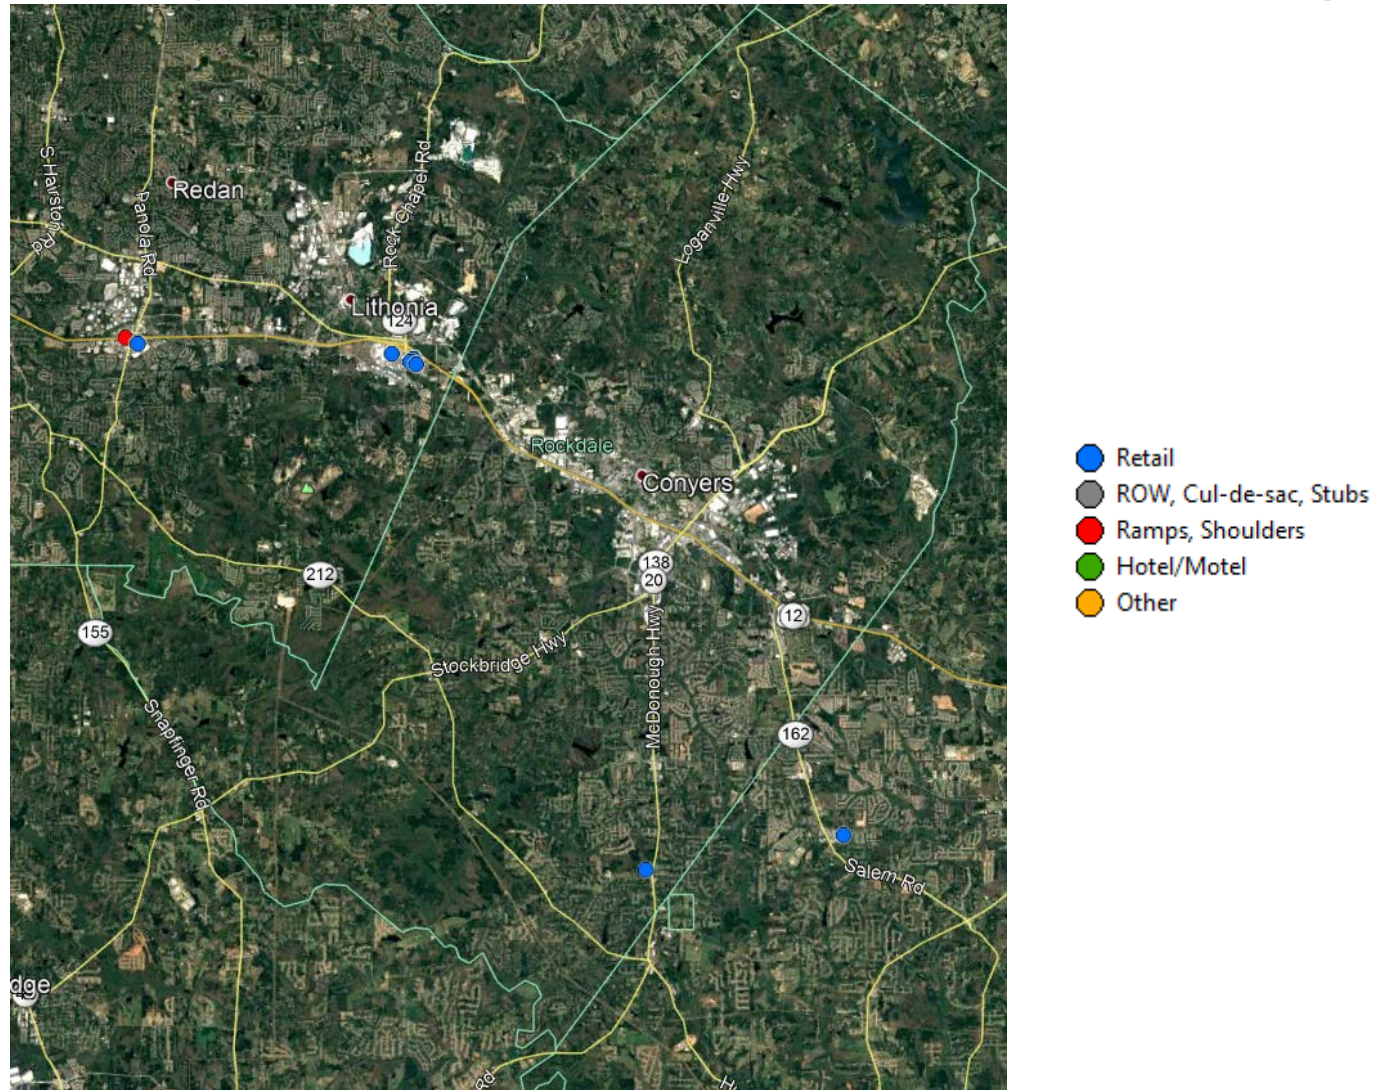 S Hairston Rd
Panola Rd
Redan
Rock Chapel Rd
Loganville Hwy
Lithonia
124
Rockdale
Conyers
138
20
212
12
155
Stockbridge Hwy
McDonough Hwy
Snapfinger Rd
162
Salem Rd
dge
Rd
H
Retail
ROW, Cul-de-sac, Stubs
Ramps, Shoulders
Hotel/Motel
Other